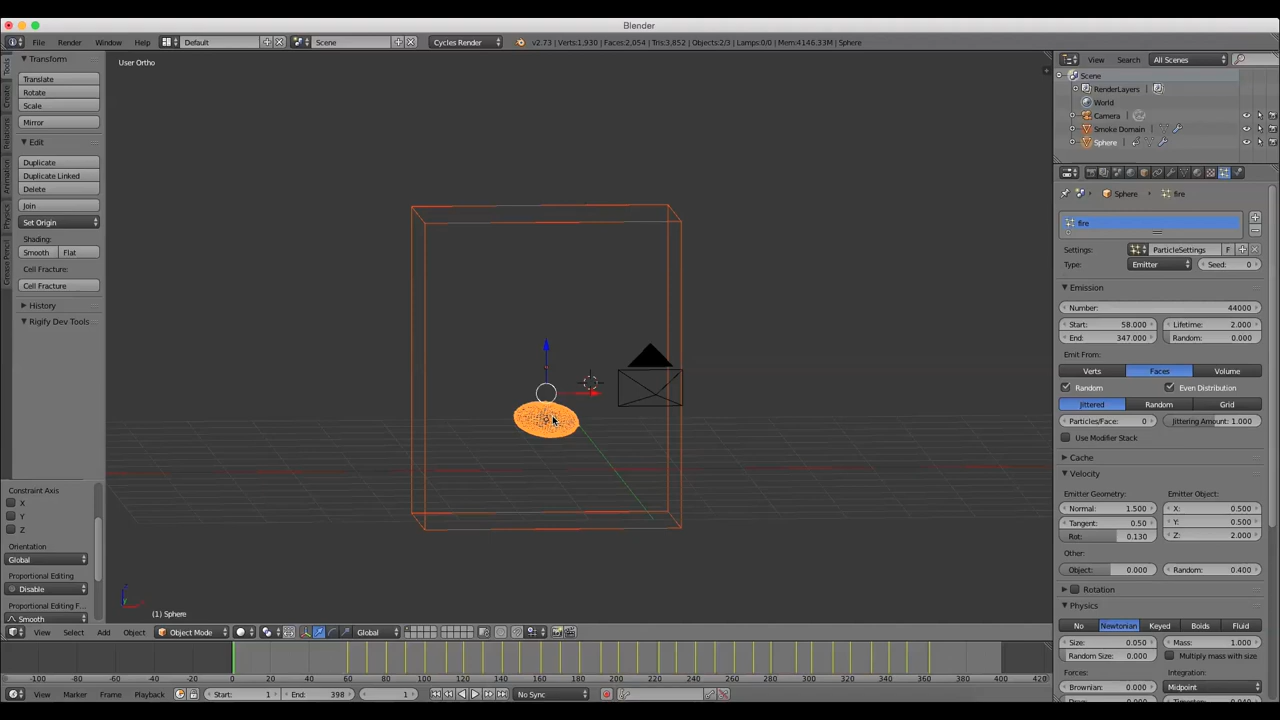 Blender
File Render Window Help Default Scene Cycles Render v2.73 | Verts:1,930 | Faces:2,054 | Tris:3,852 | Objects:2/3 | Lamps:0/0 | Mem:4146.33M | Sphere
Transform
Translate
Rotate
Scale
Mirror
Edit
Duplicate
Duplicate Linked
Delete
Join
Set Origin
Shading:
Smooth Flat
Cell Fracture:
Cell Fracture
History
Rigify Dev Tools
Tools
Create
Relations
Animation
Physics
Grease Pencil
Constraint Axis
X
Y
Z
Orientation
Global
Proportional Editing
Disable
Proportional Editing F...
Smooth
User Ortho
(1) Sphere
View Select Add Object Object Mode Global
-100 -80 -60 -40 -20 0 20 40 60 80 100 120 140 160 180 200 220 240 260 280 300 320 340 360 380 400 420
View Marker Frame Playback Start: 1 End: 398 1 No Sync
View Search All Scenes
Scene
RenderLayers
World
Camera
Smoke Domain
Sphere
Sphere fire
fire
Settings: ParticleSettings F
Type: Emitter Seed: 0
Emission
Number: 44000
Start: 58.000 Lifetime: 2.000
End: 347.000 Random: 0.000
Emit From:
Verts Faces Volume
Random Even Distribution
Jittered Random Grid
Particles/Face: 0 Jittering Amount: 1.000
Use Modifier Stack
Cache
Velocity
Emitter Geometry: Emitter Object:
Normal: 1.500 X: 0.500
Tangent: 0.50 Y: 0.500
Rot: 0.130 Z: 2.000
Other:
Object: 0.000 Random: 0.400
Rotation
Physics
No Newtonian Keyed Boids Fluid
Size: 0.050 Mass: 1.000
Random Size: 0.000 Multiply mass with size
Forces: Integration:
Brownian: 0.000 Midpoint